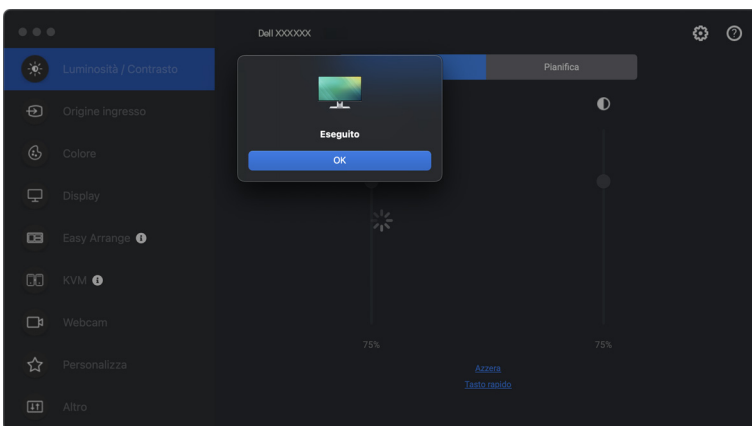 Dell XXXXXX
Luminosità / Contrasto
Pianifica
Origine ingresso
Eseguito
OK
Colore
Display
Easy Arrange
KVM
Webcam
75%
75%
Personalizza
Azzera
Tasto rapido
Altro